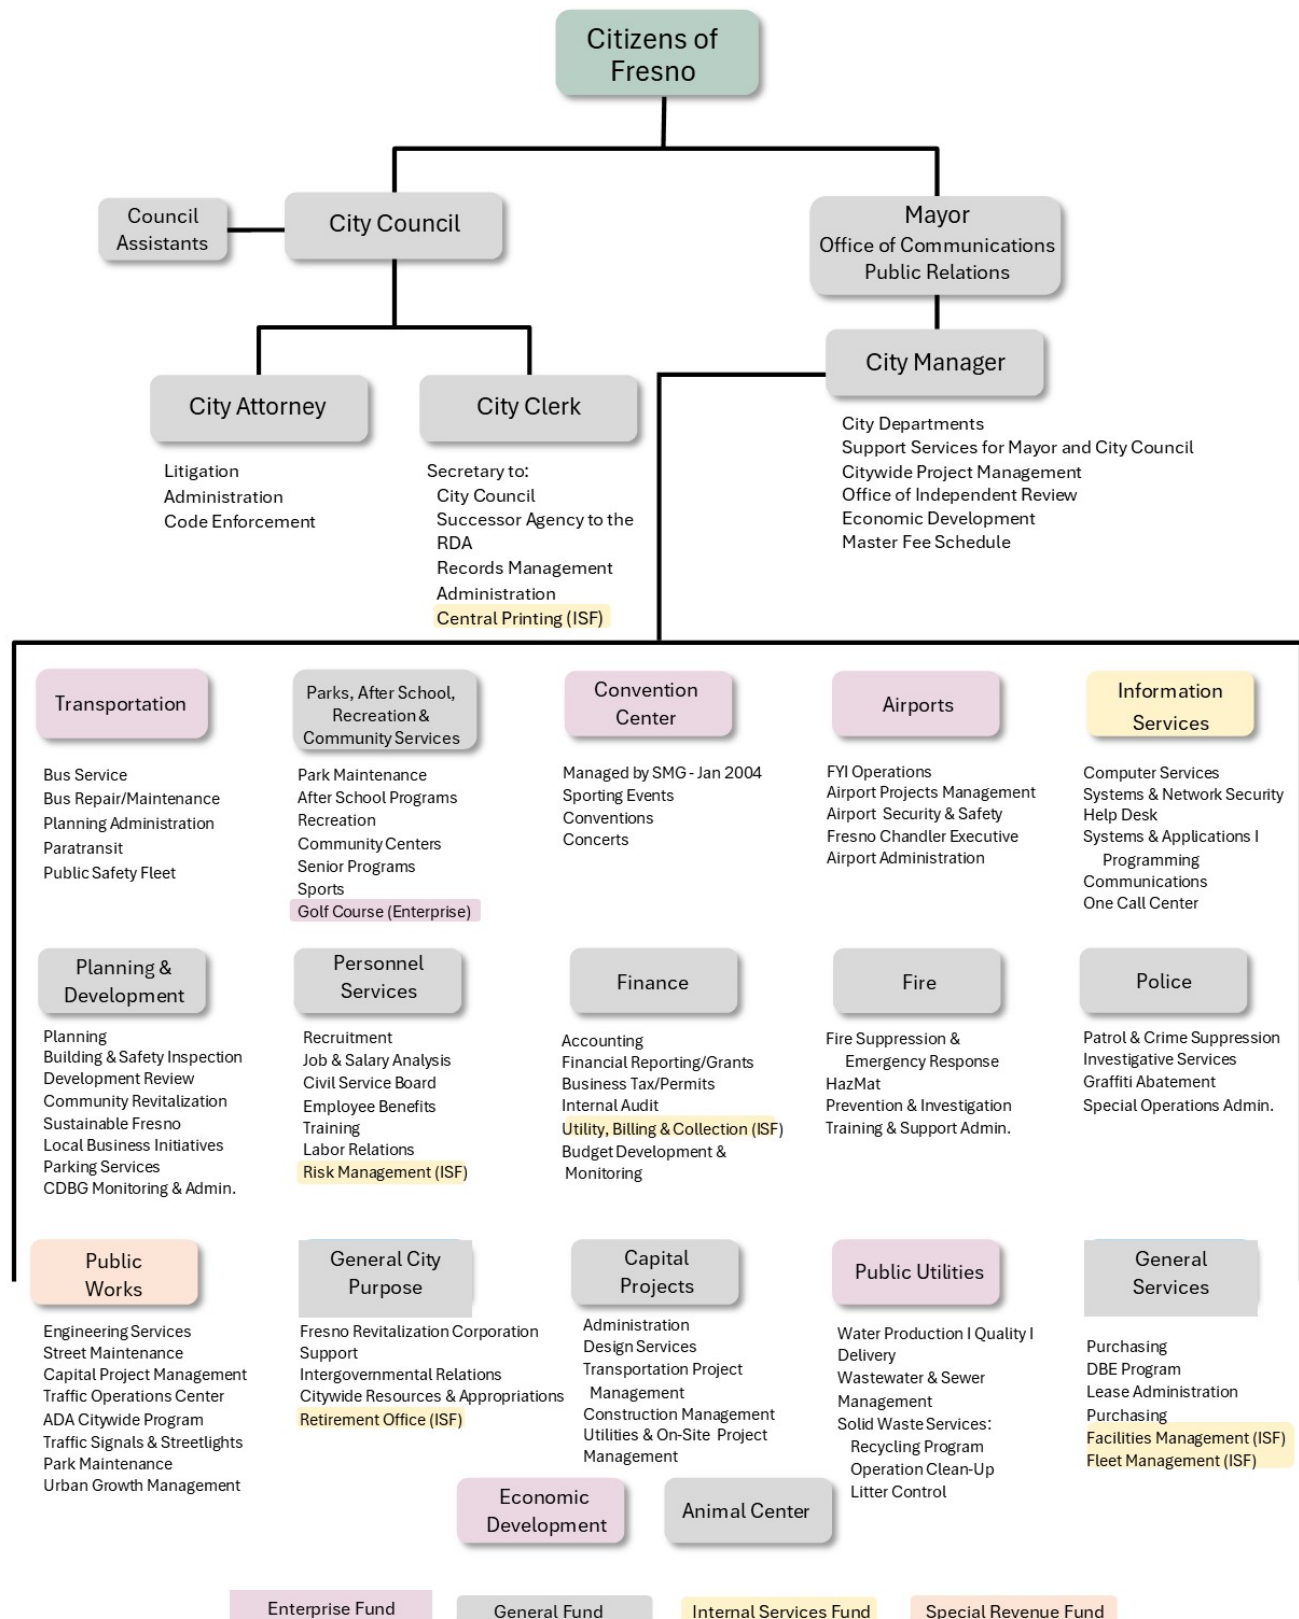 Citizens of
Fresno
Council
Assistants
City Council
Mayor
Office of Communications
Public Relations
City Manager
City Departments
Support Services for Mayor and City Council
Citywide Project Management
Office of Independent Review
Economic Development
Master Fee Schedule
City Attorney
Litigation
Administration
Code Enforcement
City Clerk
Secretary to:
City Council
Successor Agency to the
RDA
Records Management
Administration
Central Printing (ISF)
Transportation
Bus Service
Bus Repair/Maintenance
Planning Administration
Paratransit
Public Safety Fleet
Parks, After School,
Recreation &
Community Services
Park Maintenance
After School Programs
Recreation
Community Centers
Senior Programs
Sports
Golf Course (Enterprise)
Convention
Center
Managed by SMG - Jan 2004
Sporting Events
Conventions
Concerts
Airports
FYI Operations
Airport Projects Management
Airport Security & Safety
Fresno Chandler Executive
Airport Administration
Information
Services
Computer Services
Systems & Network Security
Help Desk
Systems & Applications I
Programming
Communications
One Call Center
Planning &
Development
Planning
Building & Safety Inspection
Development Review
Community Revitalization
Sustainable Fresno
Local Business Initiatives
Parking Services
CDBG Monitoring & Admin.
Personnel
Services
Recruitment
Job & Salary Analysis
Civil Service Board
Employee Benefits
Training
Labor Relations
Risk Management (ISF)
Finance
Accounting
Financial Reporting/Grants
Business Tax/Permits
Internal Audit
Utility, Billing & Collection (ISF)
Budget Development &
Monitoring
Fire
Fire Suppression &
Emergency Response
HazMat
Prevention & Investigation
Training & Support Admin.
Police
Patrol & Crime Suppression
Investigative Services
Graffiti Abatement
Special Operations Admin.
Public
Works
Engineering Services
Street Maintenance
Capital Project Management
Traffic Operations Center
ADA Citywide Program
Traffic Signals & Streetlights
Park Maintenance
Urban Growth Management
General City
Purpose
Fresno Revitalization Corporation
Support
Intergovernmental Relations
Citywide Resources & Appropriations
Retirement Office (ISF)
Capital
Projects
Administration
Design Services
Transportation Project
Management
Construction Management
Utilities & On-Site Project
Management
Public Utilities
Water Production I Quality I
Delivery
Wastewater & Sewer
Management
Solid Waste Services:
Recycling Program
Operation Clean-Up
Litter Control
General
Services
Purchasing
DBE Program
Lease Administration
Purchasing
Facilities Management (ISF)
Fleet Management (ISF)
Economic
Development
Animal Center
Enterprise Fund
General Fund
Internal Services Fund
Special Revenue Fund